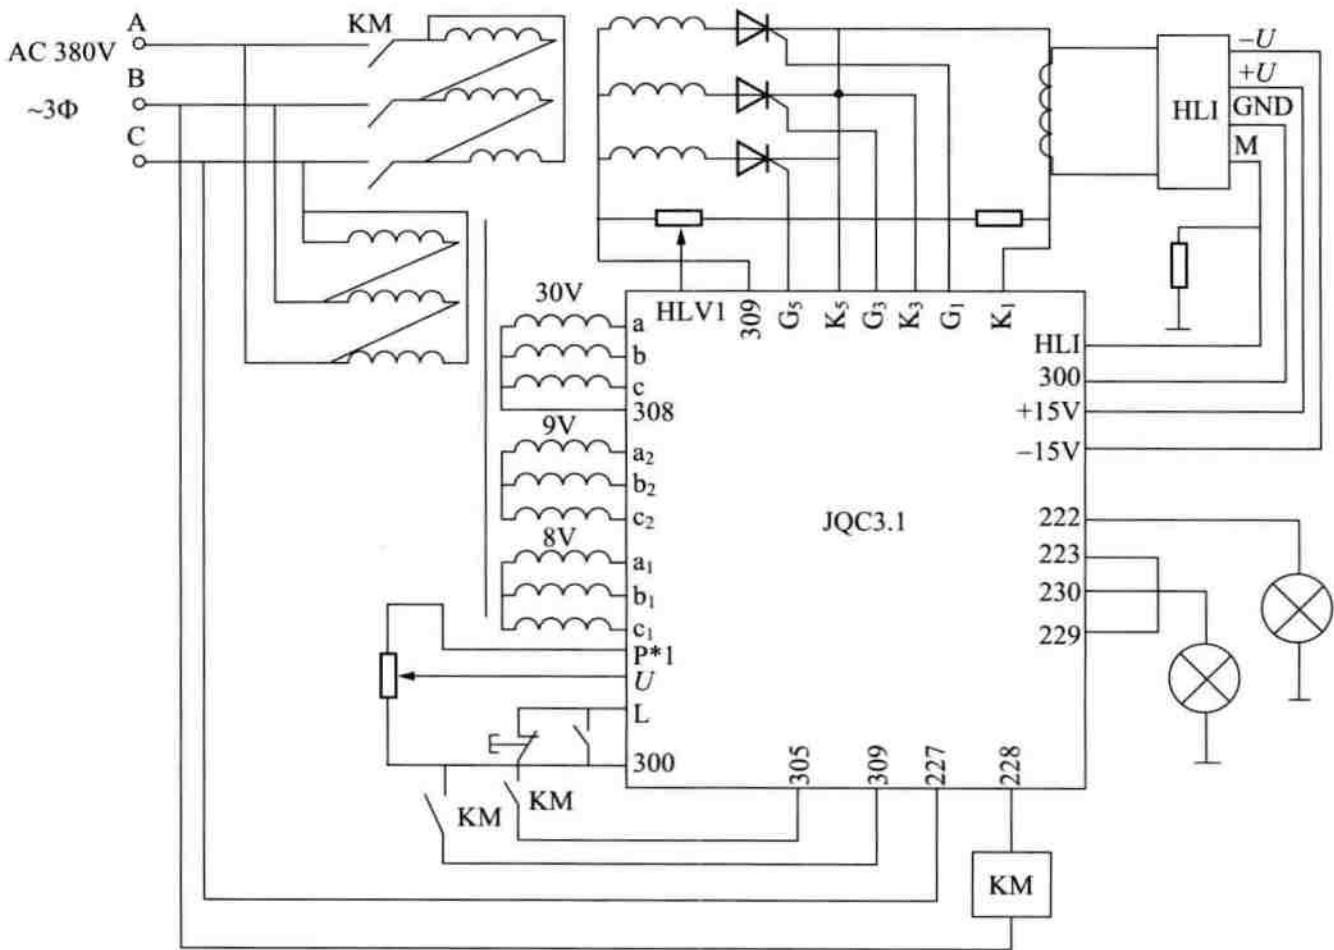 A
KM
AC 380V
B
~3Φ
C
–U
+U
GND
HLI
M
30V
a
b
c
308
9V
a₂
b₂
c₂
8V
a₁
b₁
c₁
P*1
U
L
300
HLV1
309
G₅
K₅
G₃
K₃
G₁
K₁
HLI
300
+15V
–15V
JQC3.1
222
223
230
229
305
309
227
228
KM
KM
KM